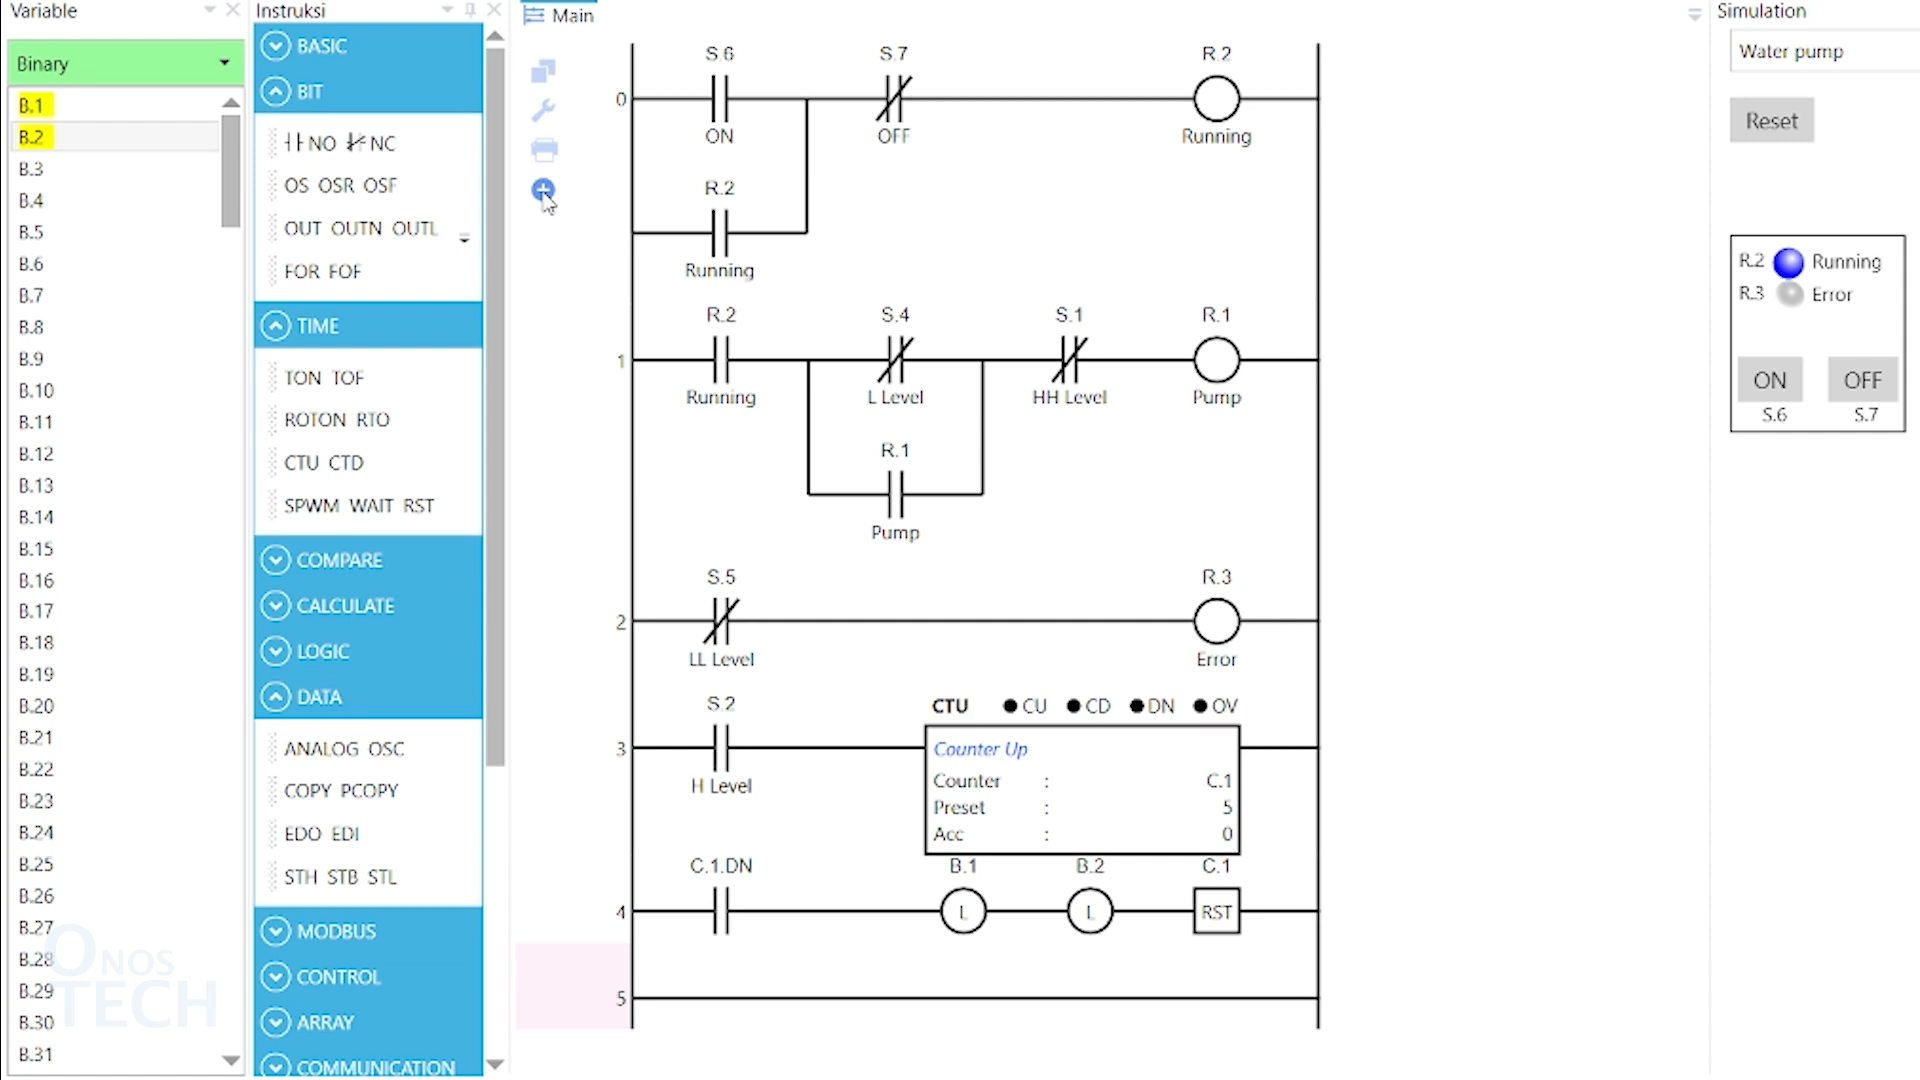 Variable
Binary
B.1
B.2
B.3
B.4
B.5
B.6
B.7
B.8
B.9
B.10
B.11
B.12
B.13
B.14
B.15
B.16
B.17
B.18
B.19
B.20
B.21
B.22
B.23
B.24
B.25
B.26
B.27
B.28
B.29
B.30
B.31
ONOS
TECH
Instruksi
BASIC
BIT
NO NC
OS OSR OSF
OUT OUTN OUTL
FOR FOF
TIME
TON TOF
ROTON RTO
CTU CTD
SPWM WAIT RST
COMPARE
CALCULATE
LOGIC
DATA
ANALOG OSC
COPY PCOPY
EDO EDI
STH STB STL
MODBUS
CONTROL
ARRAY
COMMUNICATION
Main
S.6 S.7 R.2
0
ON OFF Running
R.2
Running
R.2 S.4 S.1 R.1
1
Running L Level HH Level Pump
R.1
Pump
S.5 R.3
2
LL Level Error
S.2 CTU CU CD DN OV
3 Counter Up
H Level Counter : C.1
Preset : 5
Acc : 0
C.1.DN B.1 B.2 C.1
4 L L RST
5
Simulation
Water pump
Reset
R.2 Running
R.3 Error
ON OFF
S.6 S.7